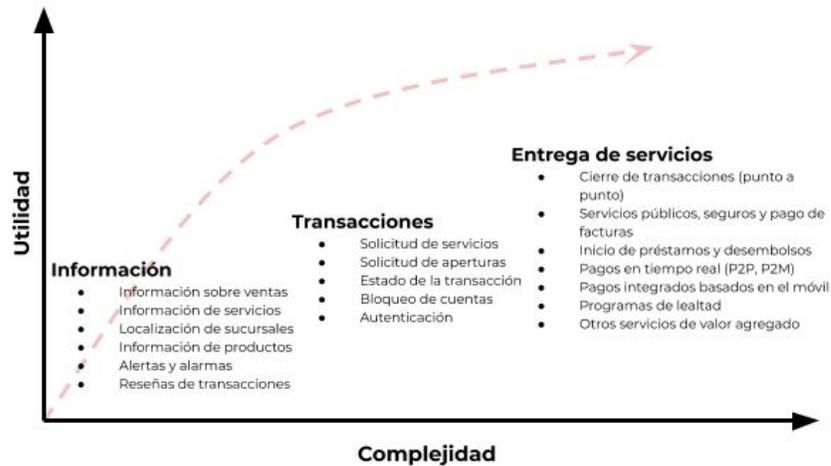 Utilidad
Información
• Información sobre ventas
• Información de servicios
• Localización de sucursales
• Información de productos
• Alertas y alarmas
• Reseñas de transacciones
Transacciones
• Solicitud de servicios
• Solicitud de aperturas
• Estado de la transacción
• Bloqueo de cuentas
• Autenticación
Entrega de servicios
• Cierre de transacciones (punto a
punto)
• Servicios públicos, seguros y pago de
facturas
• Inicio de préstamos y desembolsos
• Pagos en tiempo real (P2P, P2M)
• Pagos integrados basados en el móvil
• Programas de lealtad
• Otros servicios de valor agregado
Complejidad